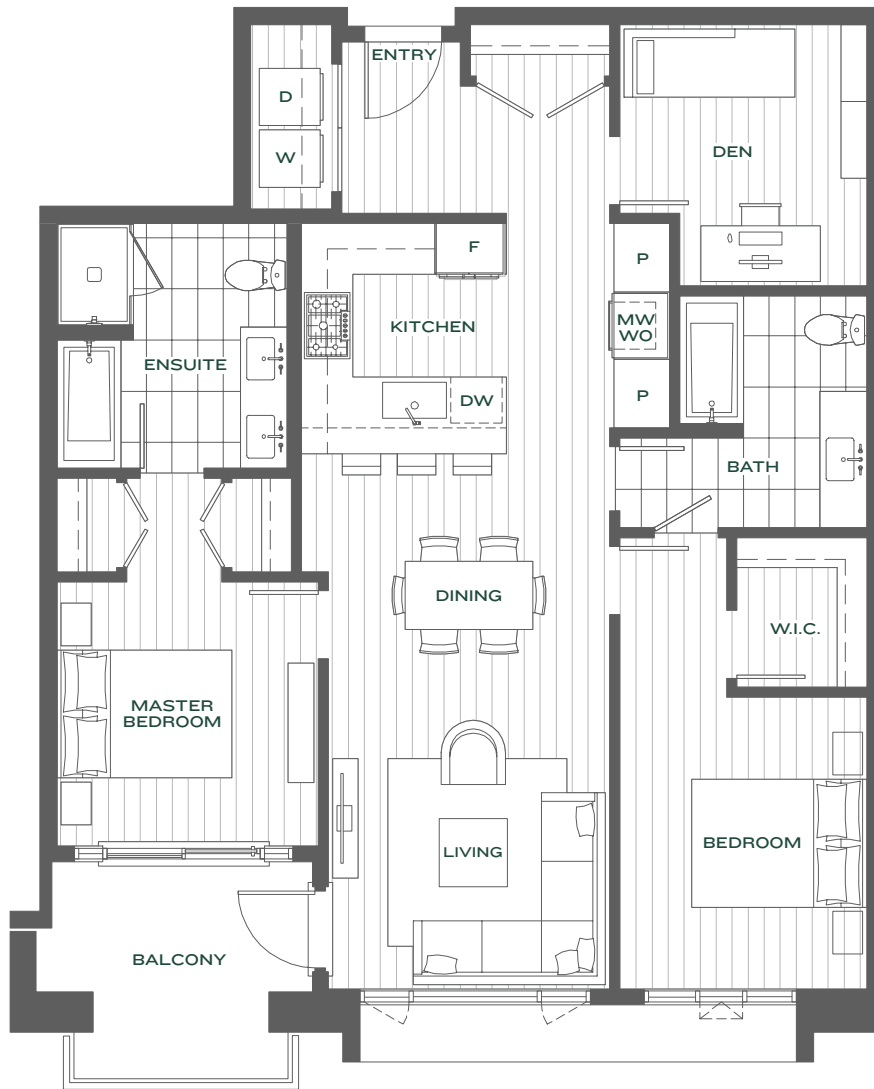 ENTRY
D
W
DEN
F
P
KITCHEN
MW
WO
ENSUITE
DW
P
BATH
DINING
W.I.C.
MASTER
BEDROOM
BEDROOM
LIVING
BALCONY